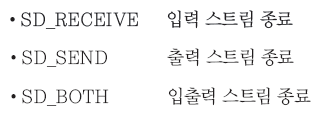 • SD_RECEIVE 입력 스트림 종료
• SD_SEND 출력 스트림 종료
• SD_BOTH 입출력 스트림 종료